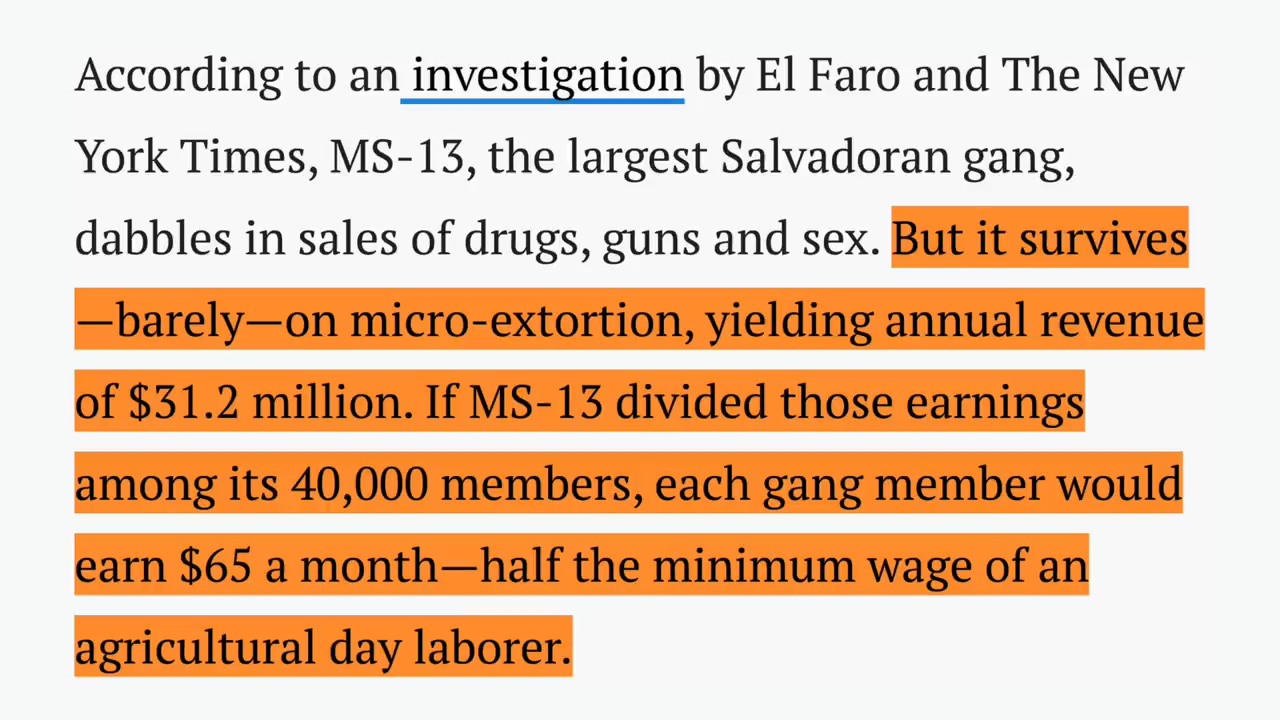 According to an investigation by El Faro and The New
York Times, MS-13, the largest Salvadoran gang,
dabbles in sales of drugs, guns and sex. But it survives
—barely—on micro-extortion, yielding annual revenue
of $31.2 million. If MS-13 divided those earnings
among its 40,000 members, each gang member would
earn $65 a month—half the minimum wage of an
agricultural day laborer.